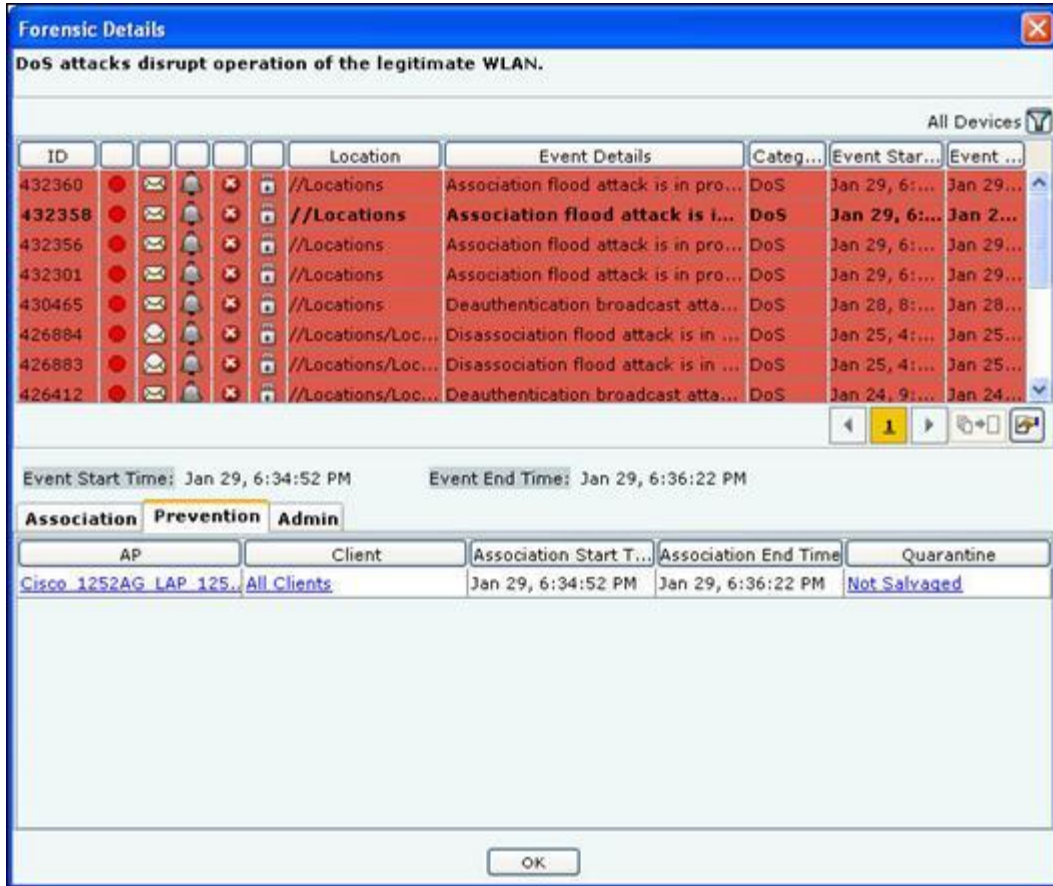 Forensic Details
DoS attacks disrupt operation of the legitimate WLAN.
All Devices
ID Location Event Details Categ... Event Star... Event ...
432360 //Locations Association flood attack is in pro... DoS Jan 29, 6:... Jan 29...
432358 //Locations Association flood attack is i... DoS Jan 29, 6:... Jan 2...
432356 //Locations Association flood attack is in pro... DoS Jan 29, 6:... Jan 29...
432301 //Locations Association flood attack is in pro... DoS Jan 29, 6:... Jan 29...
430465 //Locations Deauthentication broadcast atta... DoS Jan 28, 8:... Jan 28...
426884 //Locations/Loc... Disassociation flood attack is in ... DoS Jan 25, 4:... Jan 25...
426883 //Locations/Loc... Disassociation flood attack is in ... DoS Jan 25, 4:... Jan 25...
426412 //Locations/Loc... Deauthentication broadcast atta... DoS Jan 24, 9:... Jan 24...
1
Event Start Time: Jan 29, 6:34:52 PM Event End Time: Jan 29, 6:36:22 PM
Association Prevention Admin
AP Client Association Start T... Association End Time Quarantine
Cisco_1252AG_LAP_125... All Clients Jan 29, 6:34:52 PM Jan 29, 6:36:22 PM Not Salvaged
OK